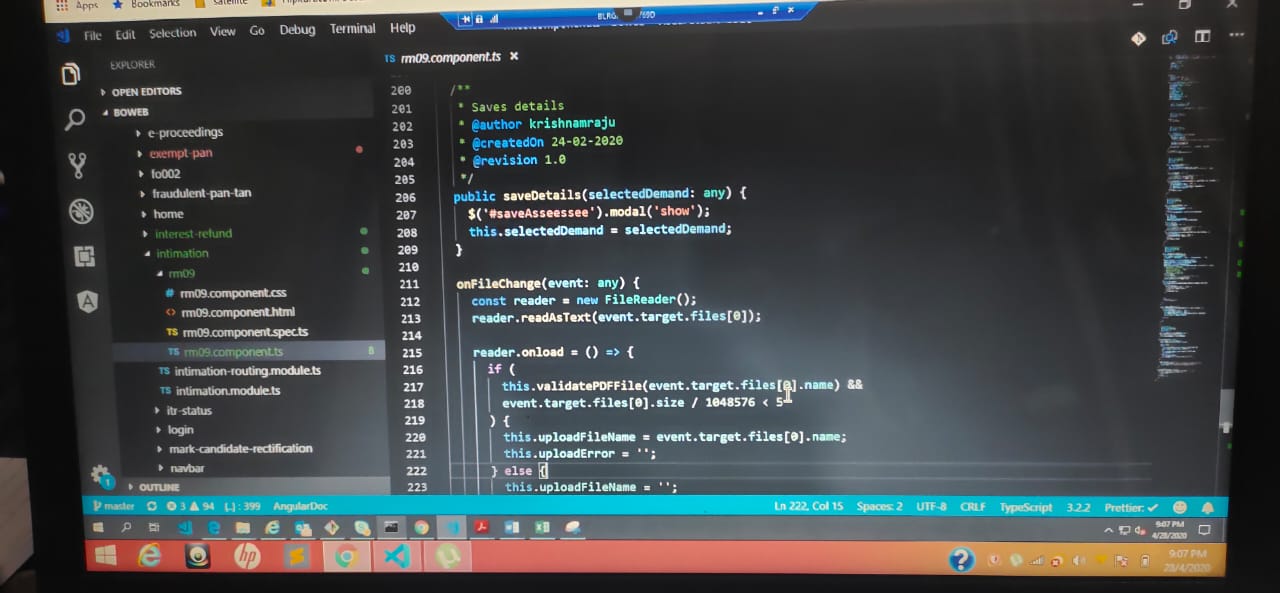 Apps
Bookmarks
satellite
File Edit Selection View Go Debug Terminal Help
EXPLORER
OPEN EDITORS
BOWEB
e-proceedings
exempt-pan
fo002
fraudulent-pan-tan
home
interest-refund
intimation
rm09
# rm09.component.css
<> rm09.component.html
TS rm09.component.spec.ts
TS rm09.component.ts 8
TS intimation-routing.module.ts
TS intimation.module.ts
itr-status
login
mark-candidate-rectification
navbar
OUTLINE
TS rm09.component.ts ×
200 /**
201 * Saves details
202 * @author krishnamraju
203 * @createdOn 24-02-2020
204 * @revision 1.0
205 */
206 public saveDetails(selectedDemand: any) {
207 $('#saveAsseessee').modal('show');
208 this.selectedDemand = selectedDemand;
209 }
210
211 onFileChange(event: any) {
212 const reader = new FileReader();
213 reader.readAsText(event.target.files[0]);
214
215 reader.onload = () => {
216 if (
217 this.validatePDFFile(event.target.files[0].name) &&
218 event.target.files[0].size / 1048576 < 5
219 ) {
220 this.uploadFileName = event.target.files[0].name;
221 this.uploadError = '';
222 } else {
223 this.uploadFileName = '';
master 3 94 {..}: 399 AngularDoc Ln 222, Col 15 Spaces: 2 UTF-8 CRLF TypeScript 3.2.2 Prettier: ✓
9:07 PM
4/28/2020
hp
9:07 PM
28/4/2020